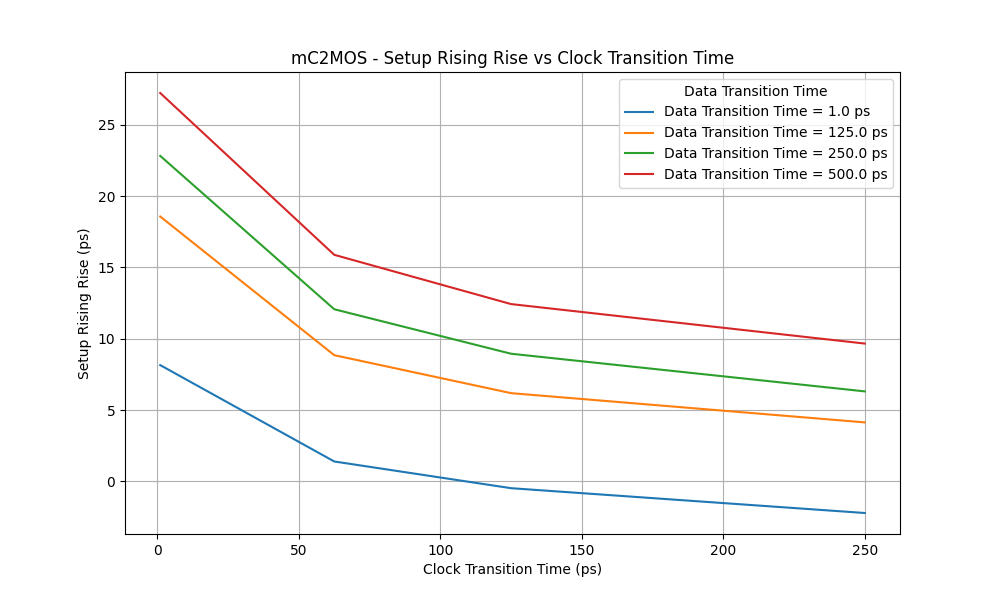 mC2MOS - Setup Rising Rise vs Clock Transition Time
Data Transition Time
Data Transition Time = 1.0 ps
Data Transition Time = 125.0 ps
Data Transition Time = 250.0 ps
Data Transition Time = 500.0 ps
Setup Rising Rise (ps)
25
20
15
10
5
0
0 50 100 150 200 250
Clock Transition Time (ps)